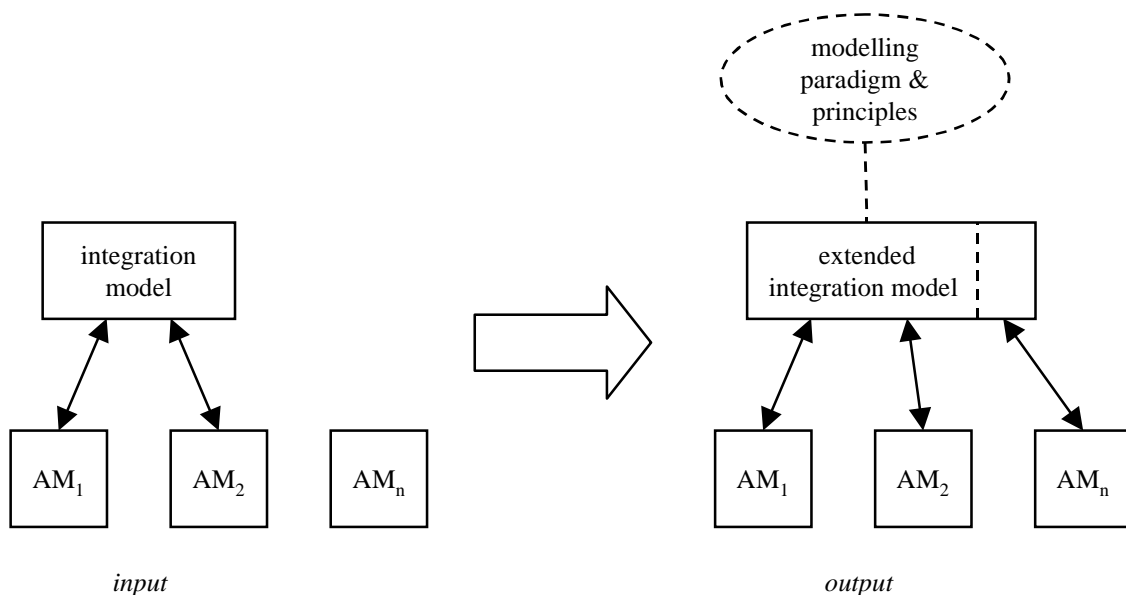 modelling
paradigm &
principles
integration
model
extended
integration model
AM1
AM2
AMn
AM1
AM2
AMn
input
output